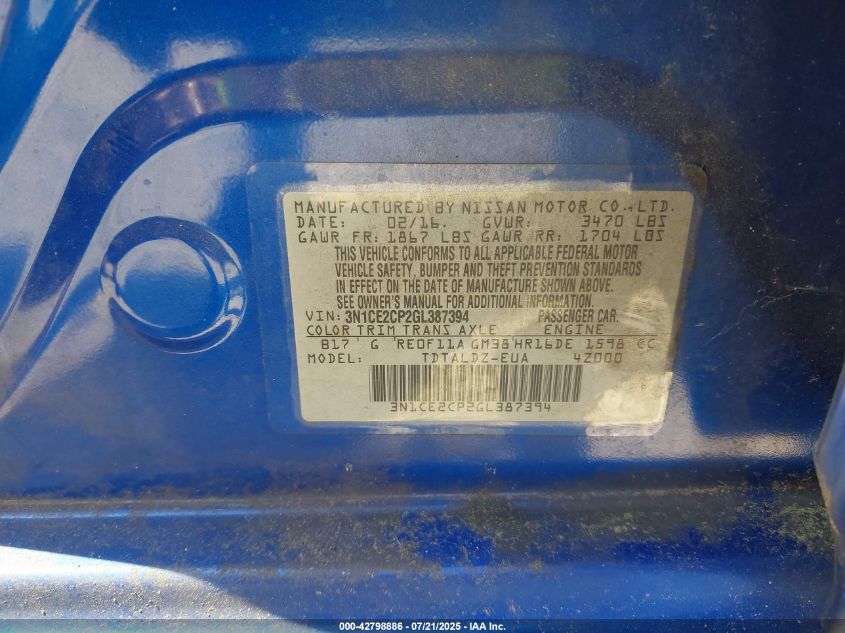 MANUFACTURED BY NISSAN MOTOR CO., LTD.
DATE: 02/16. GVWR: 3470 LBS
GAWR FR: 1867 LBS GAWR RR: 1704 LBS
THIS VEHICLE CONFORMS TO ALL APPLICABLE FEDERAL MOTOR
VEHICLE SAFETY, BUMPER AND THEFT PREVENTION STANDARDS
IN EFFECT ON THE DATE OF MANUFACTURE SHOWN ABOVE.
SEE OWNER'S MANUAL FOR ADDITIONAL INFORMATION.
VIN: 3N1CE2CP2GL387394 PASSENGER CAR.
COLOR TRIM TRANS AXLE ENGINE
B17 G RE0F11A GM38 HR16DE 1598 CC
MODEL: TDTALDZ-EUA 4Z000
3N1CE2CP2GL387394
000-42798886 - 07/21/2025 - IAA Inc.